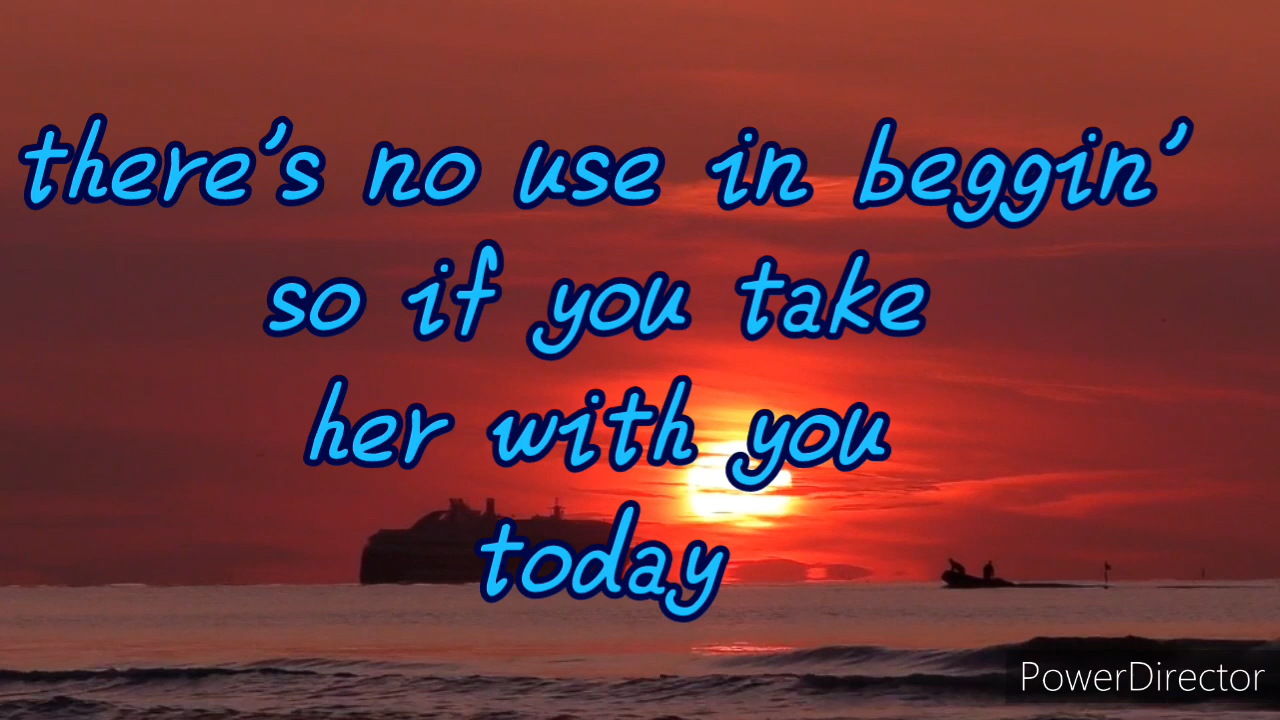 there's no use in beggin'
so if you take
her with you
today
PowerDirector